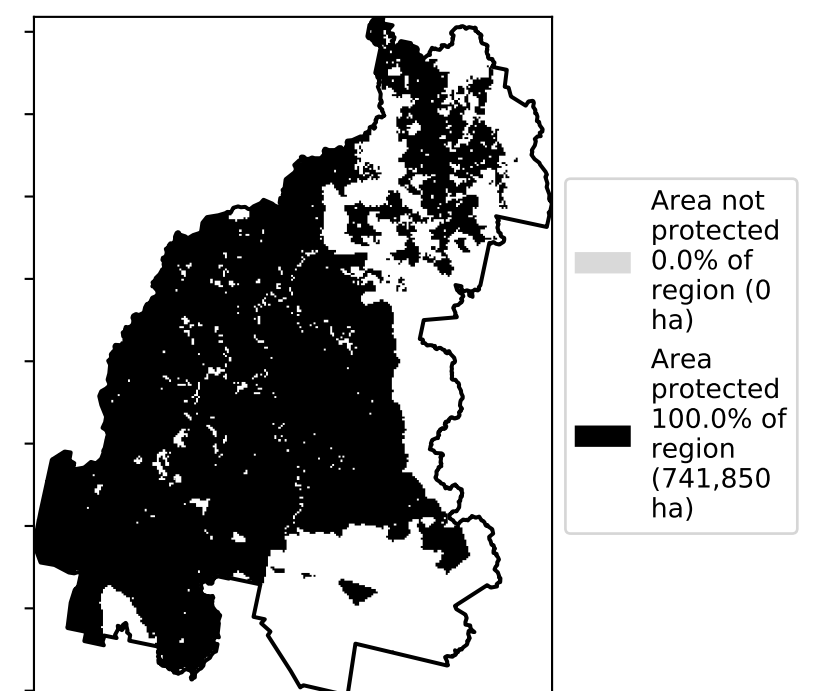 Area not
protected
0.0% of
region (0
ha)
Area
protected
100.0% of
region
(741,850
ha)